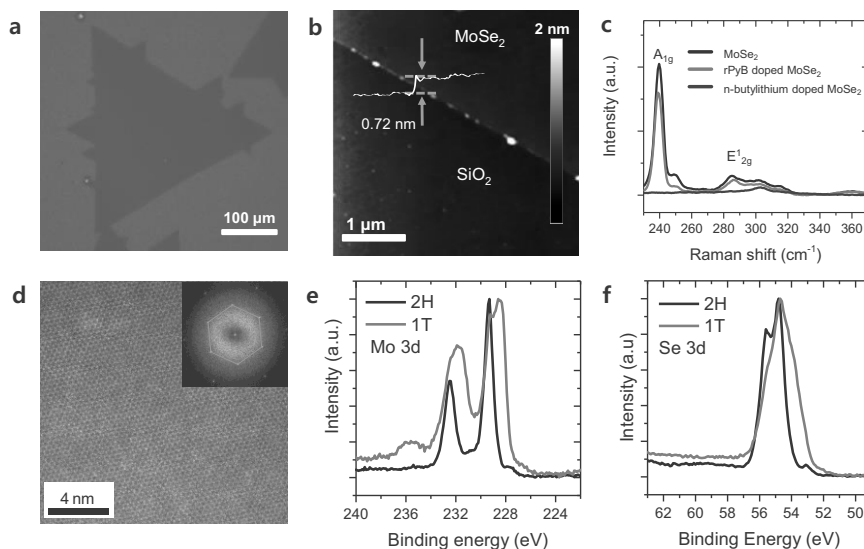 a
100 µm
b
MoSe₂
2 nm
0.72 nm
SiO₂
1 µm
c
A1g
MoSe₂
rPyB doped MoSe₂
n-butylithium doped MoSe₂
E¹2g
Intensity (a.u.)
240 260 280 300 320 340 360
Raman shift (cm⁻¹)
d
4 nm
e
2H
1T
Mo 3d
Intensity (a.u.)
240 236 232 228 224
Binding energy (eV)
f
2H
1T
Se 3d
Intensity (a.u)
62 60 58 56 54 52 50
Binding Energy (eV)